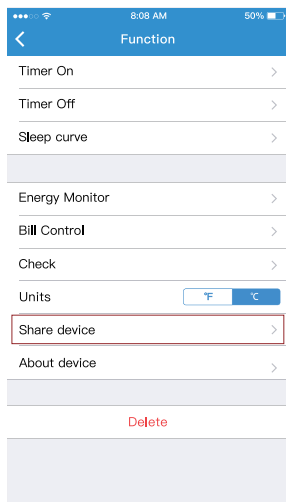 8:08 AM 50%
Function
Timer On
Timer Off
Sleep curve
Energy Monitor
Bill Control
Check
Units °F °C
Share device
About device
Delete